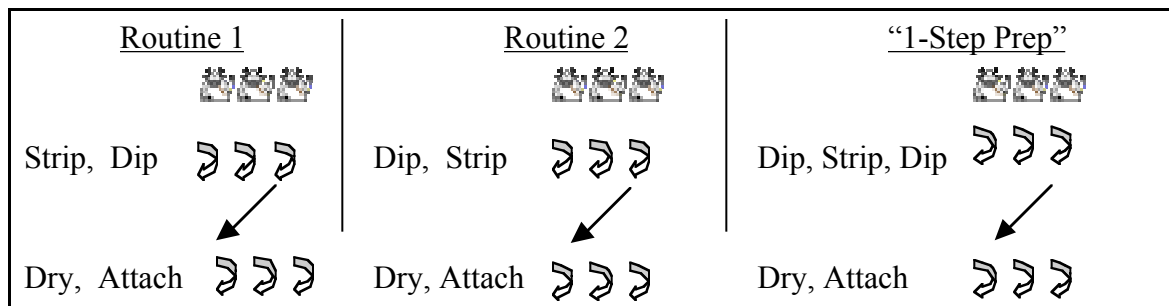 Routine 1
Strip, Dip
Dry, Attach
Routine 2
Dip, Strip
Dry, Attach
“1-Step Prep”
Dip, Strip, Dip
Dry, Attach